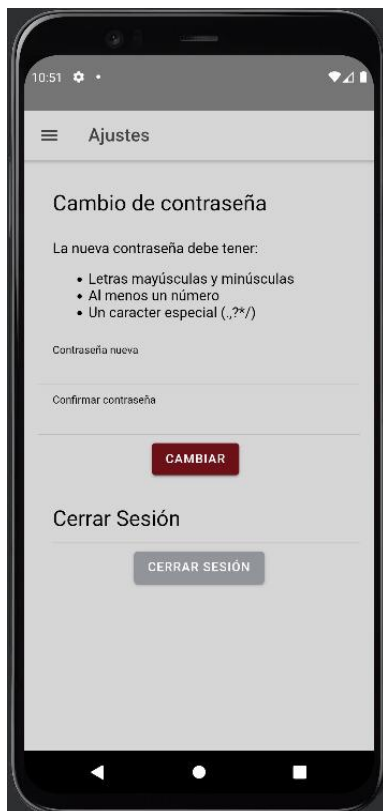 10:51
Ajustes
Cambio de contraseña
La nueva contraseña debe tener:
• Letras mayúsculas y minúsculas
• Al menos un número
• Un caracter especial (.,?*/)
Contraseña nueva
Confirmar contraseña
CAMBIAR
Cerrar Sesión
CERRAR SESIÓN